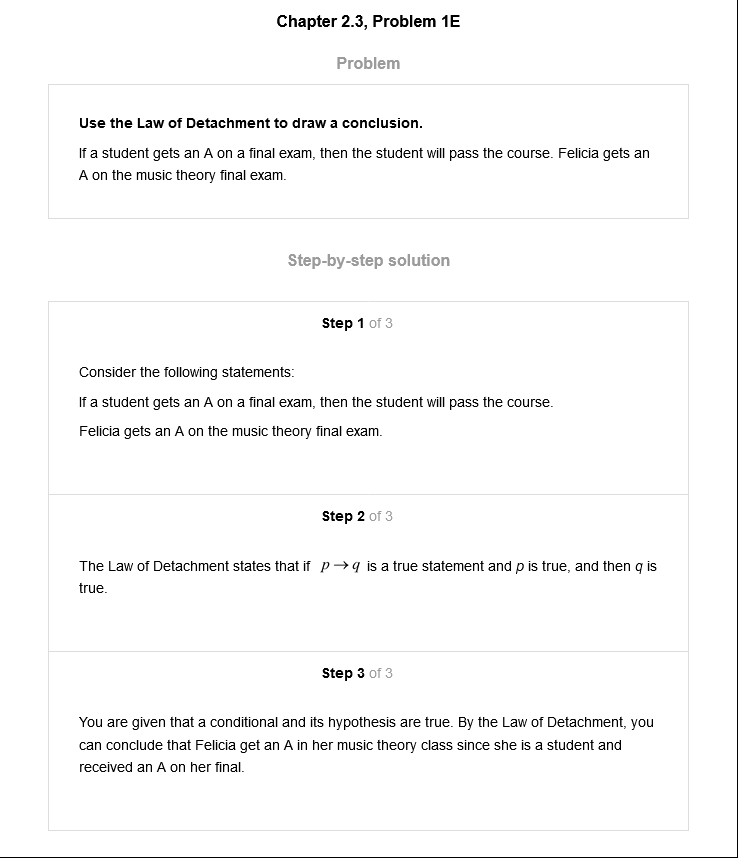 Chapter 2.3, Problem 1E
Problem
Use the Law of Detachment to draw a conclusion.
If a student gets an A on a final exam, then the student will pass the course. Felicia gets an
A on the music theory final exam.
Step-by-step solution
Step 1 of 3
Consider the following statements:
If a student gets an A on a final exam, then the student will pass the course.
Felicia gets an A on the music theory final exam.
Step 2 of 3
The Law of Detachment states that if p → q is a true statement and p is true, and then q is
true.
Step 3 of 3
You are given that a conditional and its hypothesis are true. By the Law of Detachment, you
can conclude that Felicia get an A in her music theory class since she is a student and
received an A on her final.